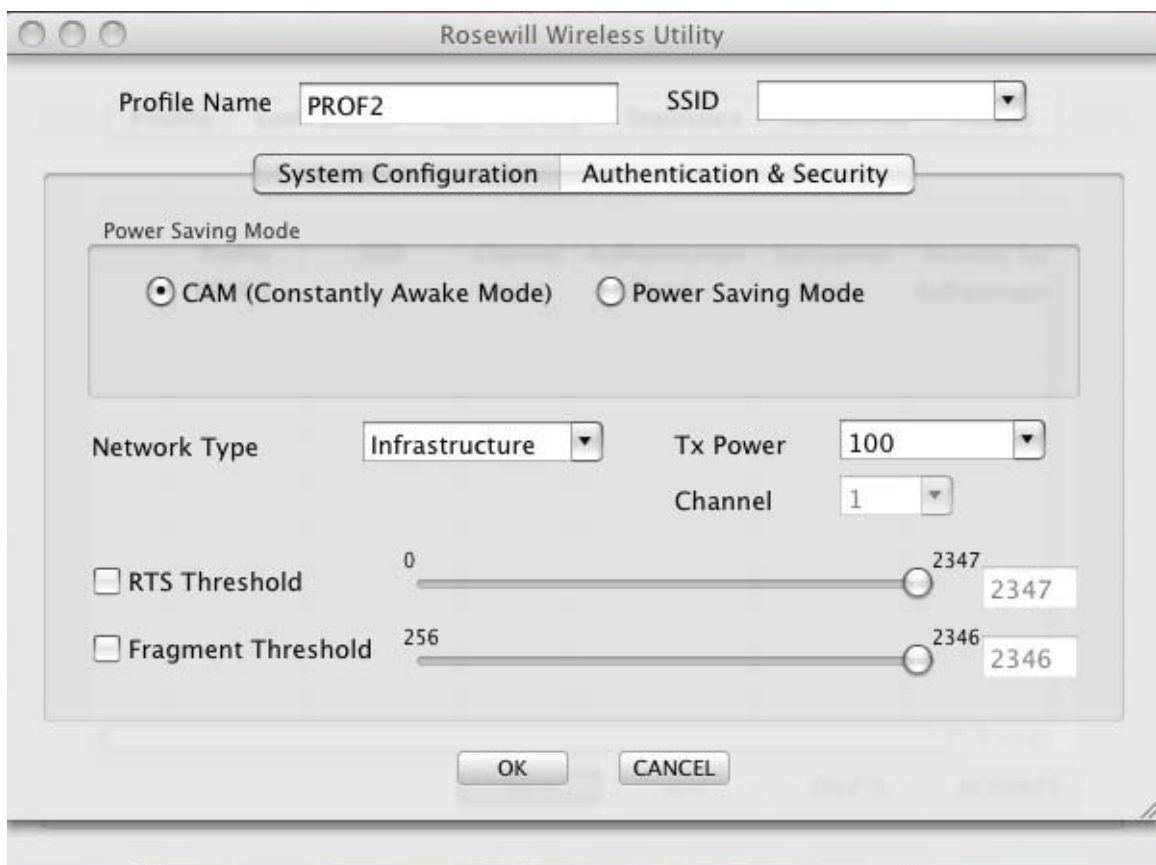 Rosewill Wireless Utility
Profile Name PROF2 SSID
System Configuration Authentication & Security
Power Saving Mode
CAM (Constantly Awake Mode) Power Saving Mode
Network Type Infrastructure Tx Power 100
Channel 1
RTS Threshold 0 2347 2347
Fragment Threshold 256 2346 2346
OK CANCEL